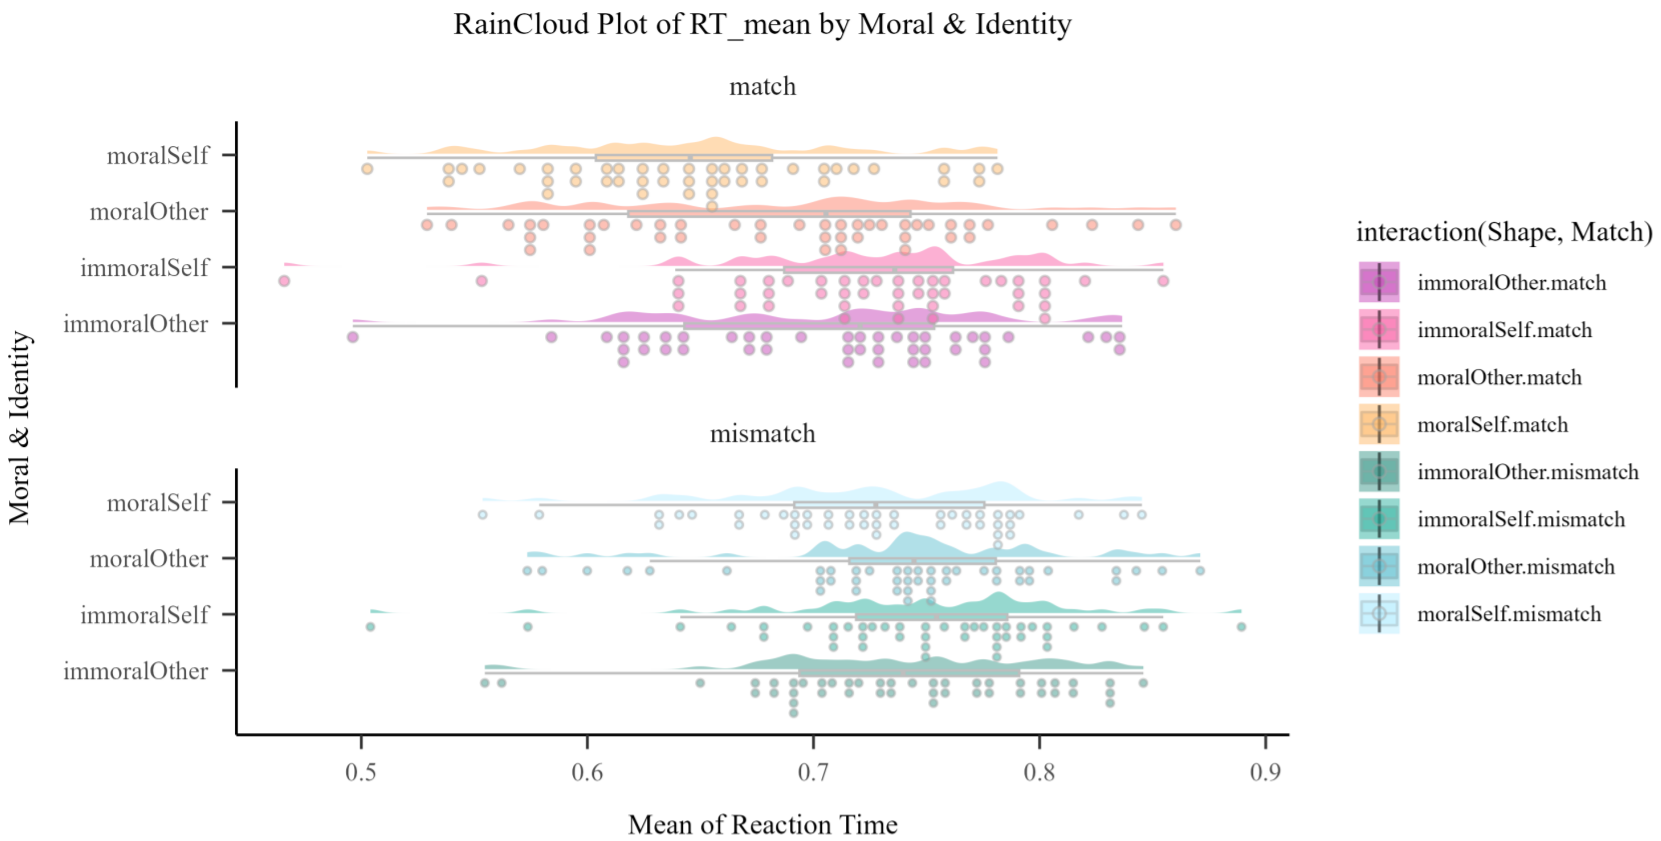 RainCloud Plot of RT_mean by Moral & Identity
match
moralSelf
moralOther
immoralSelf
immoralOther
Moral & Identity
mismatch
moralSelf
moralOther
immoralSelf
immoralOther
0.5 0.6 0.7 0.8 0.9
Mean of Reaction Time
interaction(Shape, Match)
immoralOther.match
immoralSelf.match
moralOther.match
moralSelf.match
immoralOther.mismatch
immoralSelf.mismatch
moralOther.mismatch
moralSelf.mismatch